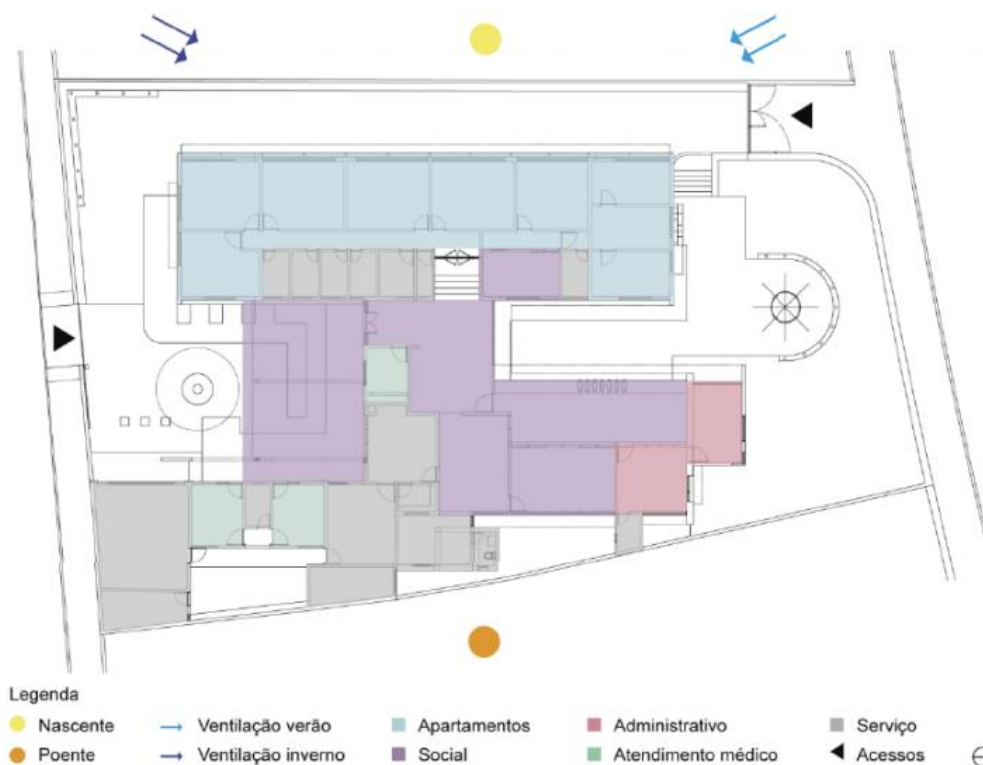 Legenda
Nascente Ventilação verão Apartamentos Administrativo Serviço
Poente Ventilação inverno Social Atendimento médico Acessos